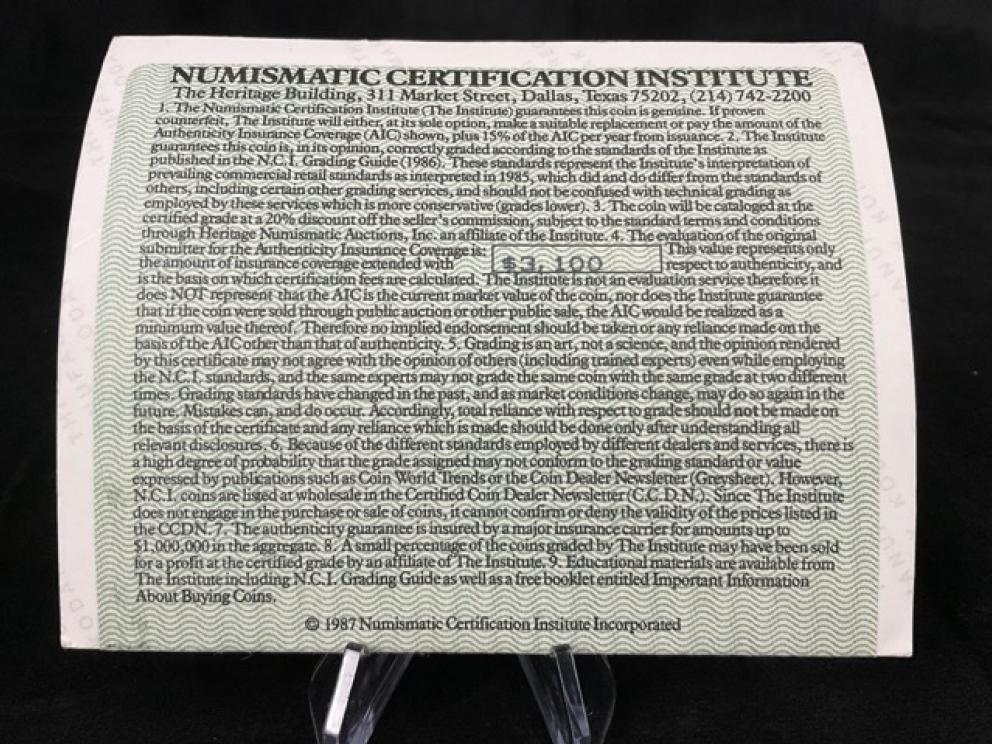 NUMISMATIC CERTIFICATION INSTITUTE
The Heritage Building, 311 Market Street, Dallas, Texas 75202, (214) 742-2200
1. The Numismatic Certification Institute (The Institute) guarantees this coin is genuine. If proven
counterfeit, The Institute will either, at its sole option, make a suitable replacement or pay the amount of the
Authenticity Insurance Coverage (AIC) shown, plus 15% of the AIC per year from issuance. 2. The Institute
guarantees this coin is, in its opinion, correctly graded according to the standards of the Institute as
published in the N.C.I. Grading Guide (1986). These standards represent the Institute's interpretation of
prevailing commercial retail standards as interpreted in 1985, which did and do differ from the standards of
others, including certain other grading services, and should not be confused with technical grading as
employed by these services which is more conservative (grades lower). 3. The coin will be cataloged at the
certified grade at a 20% discount off the seller's commission, subject to the standard terms and conditions
through Heritage Numismatic Auctions, Inc. an affiliate of the Institute. 4. The evaluation of the original
submitter for the Authenticity Insurance Coverage is: $3,100 This value represents only
the amount of insurance coverage extended with respect to authenticity, and
is the basis on which certification fees are calculated. The Institute is not an evaluation service therefore it
does NOT represent that the AIC is the current market value of the coin, nor does the Institute guarantee
that if the coin were sold through public auction or other public sale, the AIC would be realized as a
minimum value thereof. Therefore no implied endorsement should be taken or any reliance made on the
basis of the AIC other than that of authenticity. 5. Grading is an art, not a science, and the opinion rendered
by this certificate may not agree with the opinion of others (including trained experts) even while employing
the N.C.I. standards, and the same experts may not grade the same coin with the same grade at two different
times. Grading standards have changed in the past, and as market conditions change, may do so again in the
future. Mistakes can, and do occur. Accordingly, total reliance with respect to grade should not be made on
the basis of the certificate and any reliance which is made should be done only after understanding all
relevant disclosures. 6. Because of the different standards employed by different dealers and services, there is
a high degree of probability that the grade assigned may not conform to the grading standard or value
expressed by publications such as Coin World Trends or the Coin Dealer Newsletter (Greysheet). However,
N.C.I. coins are listed at wholesale in the Certified Coin Dealer Newsletter (C.C.D.N.). Since The Institute
does not engage in the purchase or sale of coins, it cannot confirm or deny the validity of the prices listed in
the CCDN. 7. The authenticity guarantee is insured by a major insurance carrier for amounts up to
$1,000,000 in the aggregate. 8. A small percentage of the coins graded by The Institute may have been sold
for a profit at the certified grade by an affiliate of The Institute. 9. Educational materials are available from
The Institute including N.C.I. Grading Guide as well as a free booklet entitled Important Information
About Buying Coins.
© 1987 Numismatic Certification Institute Incorporated